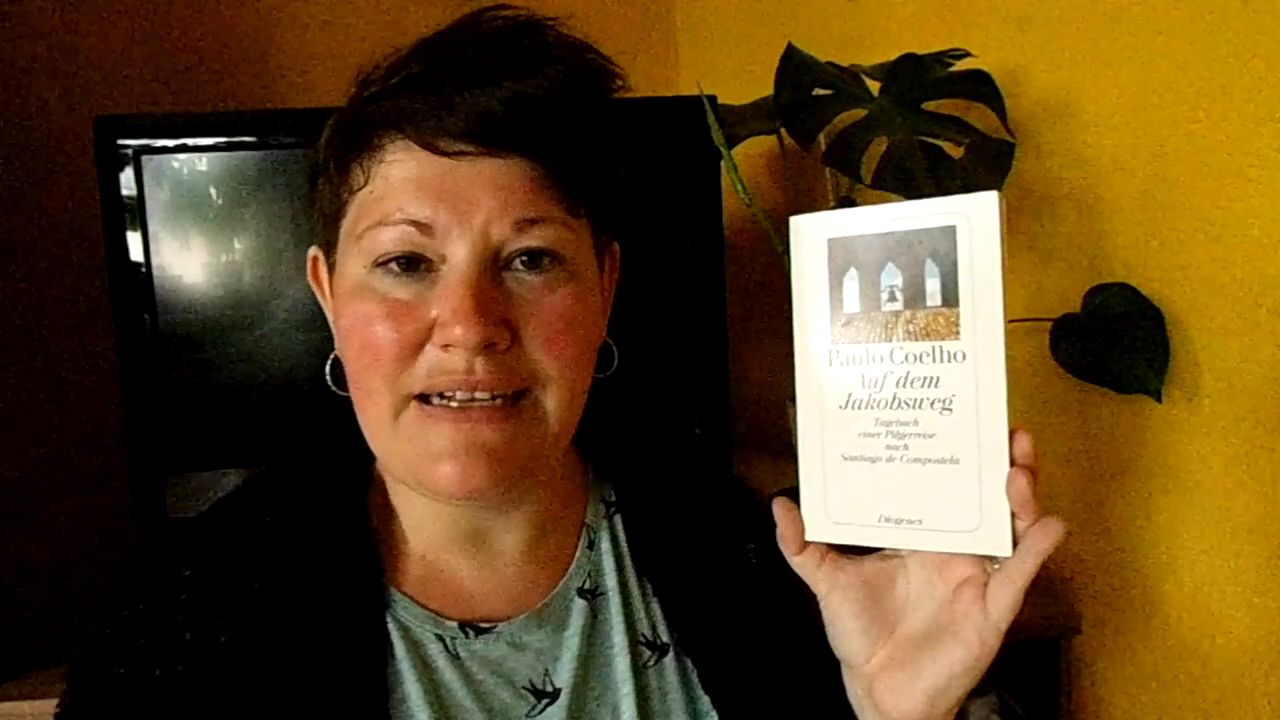 Paulo Coelho
Auf dem
Jakobsweg
Tagebuch
einer Pilgerreise
nach
Santiago de Compostela
Diogenes